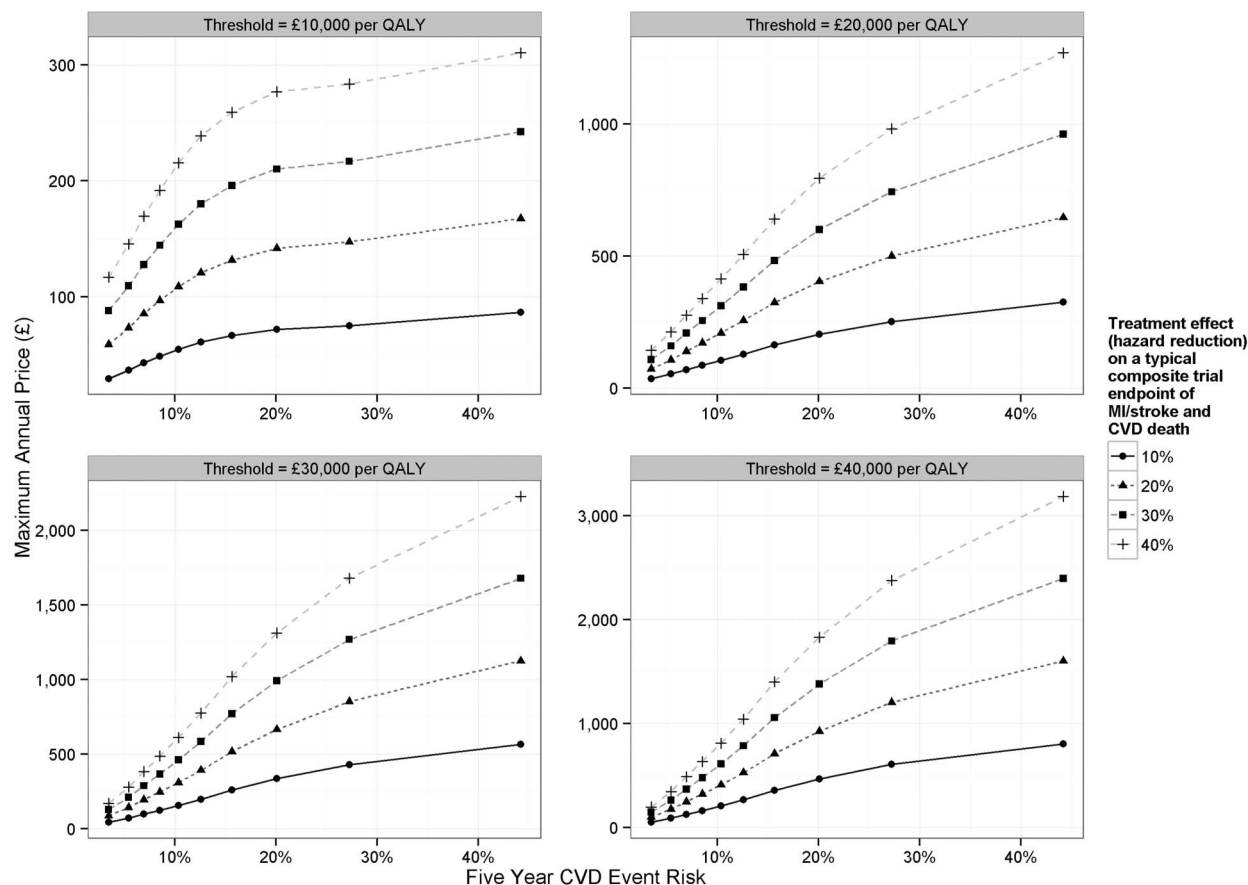 Threshold = £10,000 per QALY
300
200
100
10%
20%
30%
40%
Threshold = £20,000 per QALY
1,000
500
0
10%
20%
30%
40%
Threshold = £30,000 per QALY
2,000
1,500
1,000
500
0
10%
20%
30%
40%
Threshold = £40,000 per QALY
3,000
2,000
1,000
0
10%
20%
30%
40%
Maximum Annual Price (£)
Five Year CVD Event Risk
Treatment effect
(hazard reduction)
on a typical
composite trial
endpoint of
MI/stroke and
CVD death
10%
20%
30%
40%